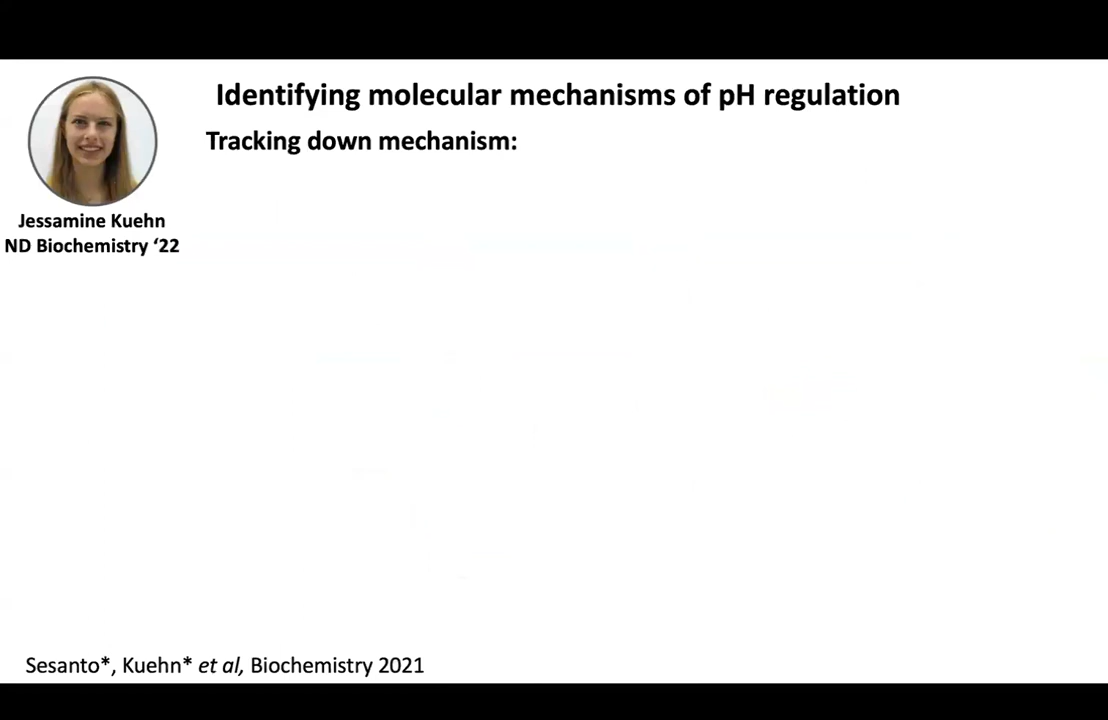 Identifying molecular mechanisms of pH regulation
Tracking down mechanism:
Jessamine Kuehn
ND Biochemistry ‘22
Sesanto*, Kuehn* et al, Biochemistry 2021